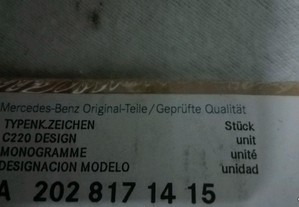 Mercedes-Benz Original-Teile/Geprüfte Qualität
TYPENK.ZEICHEN Stück
C220 DESIGN unit
MONOGRAMME unité
DESIGNACION MODELO unidad
A 202 817 14 15